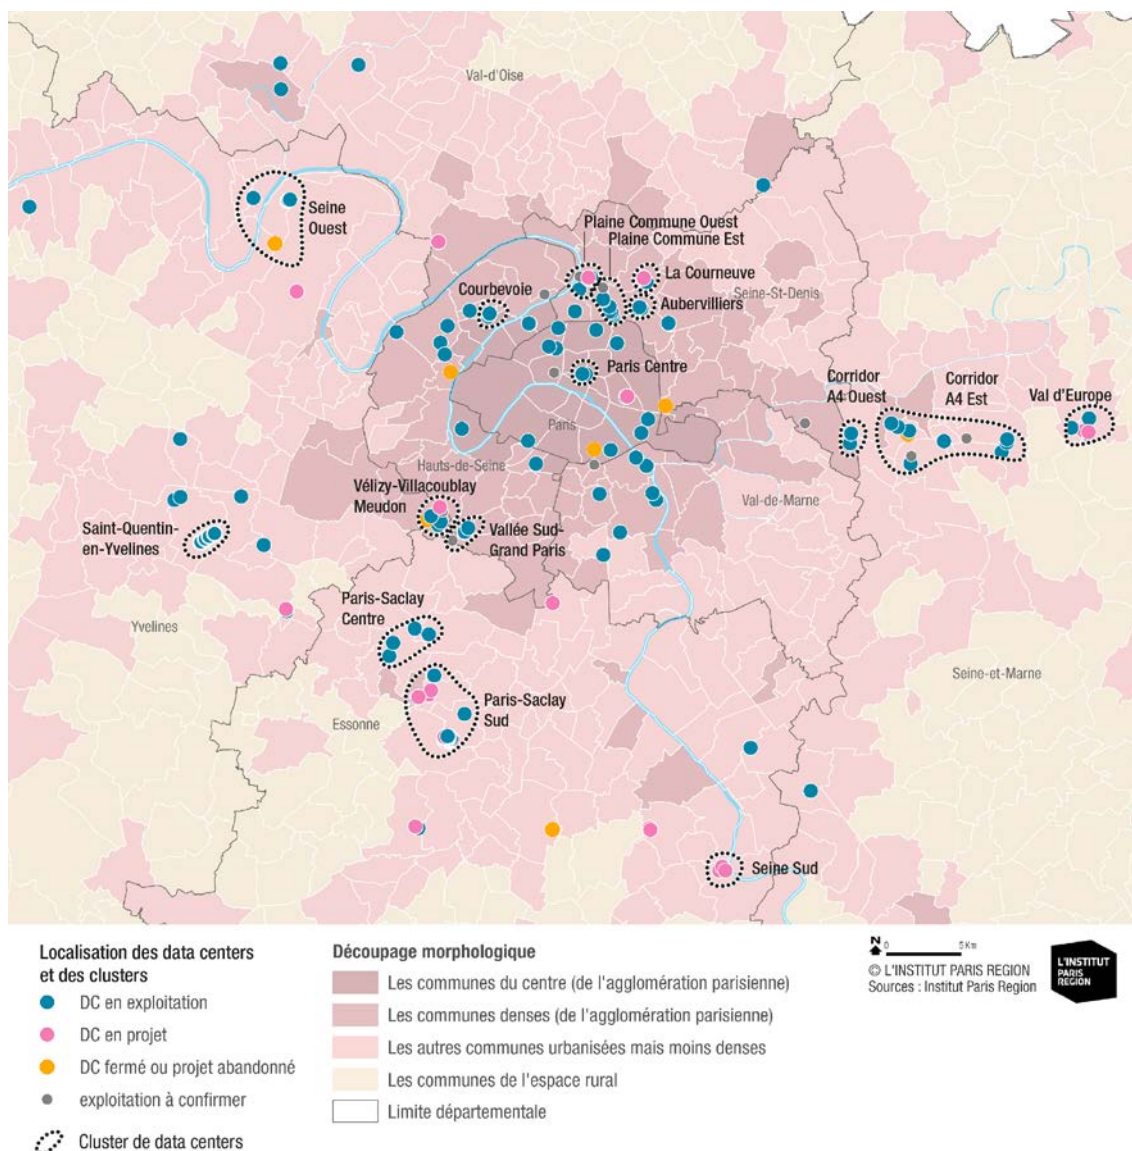 Val-d'Oise
Seine
Ouest
Plaine Commune Ouest
Plaine Commune Est
La Courneuve
Seine-St-Denis
Courbevoie
Aubervilliers
Paris Centre
Corridor
A4 Ouest
Corridor
A4 Est
Val d'Europe
Paris
Hauts-de-Seine
Vélizy-Villacoublay
Meudon
Val-de-Marne
Saint-Quentin-
en-Yvelines
Vallée Sud-
Grand Paris
Paris-Saclay
Centre
Yvelines
Seine-et-Marne
Paris-Saclay
Sud
Essonne
Seine Sud
Localisation des data centers
et des clusters
DC en exploitation
DC en projet
DC fermé ou projet abandonné
exploitation à confirmer
Cluster de data centers
Découpage morphologique
Les communes du centre (de l'agglomération parisienne)
Les communes denses (de l'agglomération parisienne)
Les autres communes urbanisées mais moins denses
Les communes de l'espace rural
Limite départementale
N
0 5 Km
© L'INSTITUT PARIS REGION
Sources : Institut Paris Region
L'INSTITUT
PARIS
REGION